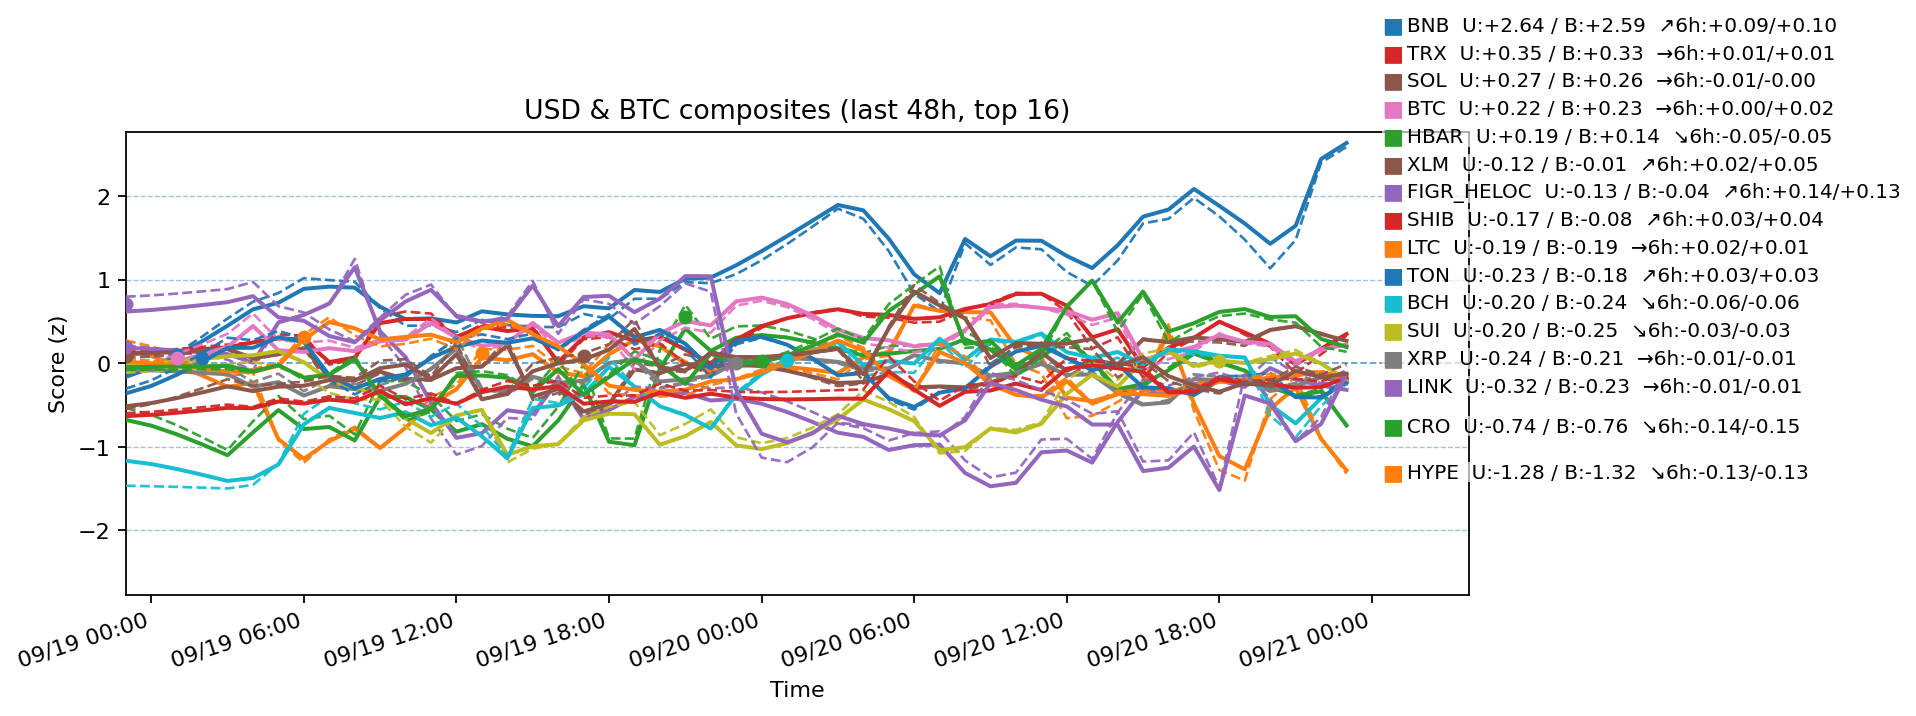 USD & BTC composites (last 48h, top 16)
BNB U:+2.64 / B:+2.59 ↗6h:+0.09/+0.10
TRX U:+0.35 / B:+0.33 →6h:+0.01/+0.01
SOL U:+0.27 / B:+0.26 →6h:-0.01/-0.00
BTC U:+0.22 / B:+0.23 →6h:+0.00/+0.02
HBAR U:+0.19 / B:+0.14 ↘6h:-0.05/-0.05
XLM U:-0.12 / B:-0.01 ↗6h:+0.02/+0.05
FIGR_HELOC U:-0.13 / B:-0.04 ↗6h:+0.14/+0.13
SHIB U:-0.17 / B:-0.08 ↗6h:+0.03/+0.04
LTC U:-0.19 / B:-0.19 →6h:+0.02/+0.01
TON U:-0.23 / B:-0.18 ↗6h:+0.03/+0.03
BCH U:-0.20 / B:-0.24 ↘6h:-0.06/-0.06
SUI U:-0.20 / B:-0.25 ↘6h:-0.03/-0.03
XRP U:-0.24 / B:-0.21 →6h:-0.01/-0.01
LINK U:-0.32 / B:-0.23 →6h:-0.01/-0.01
CRO U:-0.74 / B:-0.76 ↘6h:-0.14/-0.15
HYPE U:-1.28 / B:-1.32 ↘6h:-0.13/-0.13
Score (z)
2
1
0
−1
−2
09/19 00:00
09/19 06:00
09/19 12:00
09/19 18:00
09/20 00:00
09/20 06:00
09/20 12:00
09/20 18:00
09/21 00:00
Time